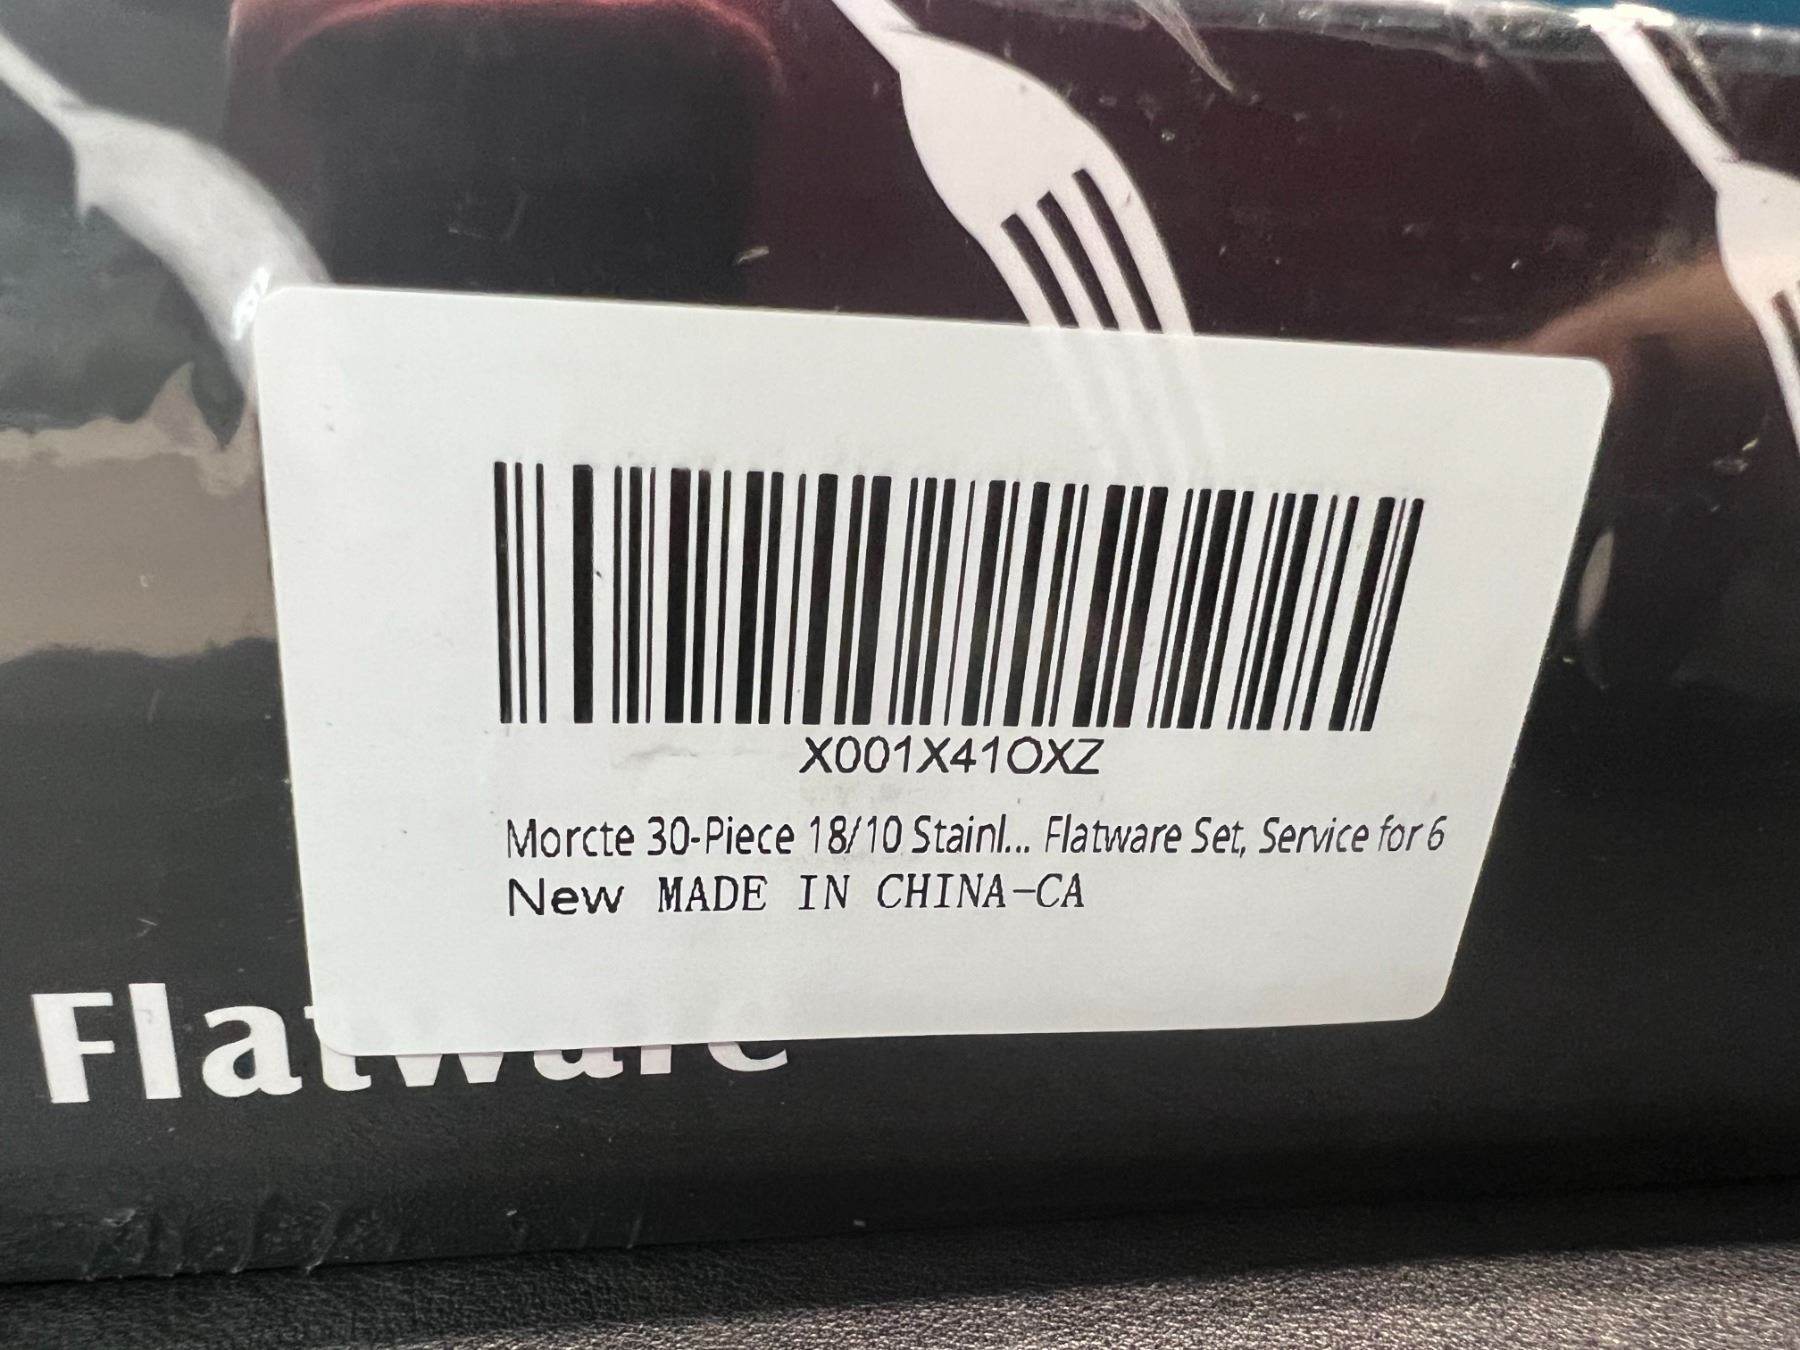 X001X41OXZ
Morcte 30-Piece 18/10 Stainl... Flatware Set, Service for 6
New MADE IN CHINA-CA
Flatware